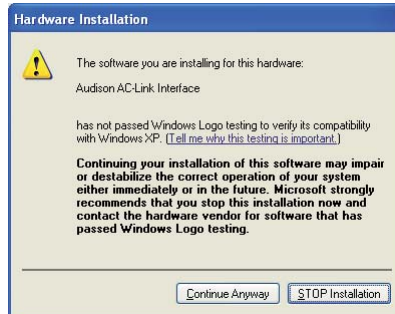 Hardware Installation
The software you are installing for this hardware:
Audison AC-Link Interface
has not passed Windows Logo testing to verify its compatibility
with Windows XP. (Tell me why this testing is important.)
Continuing your installation of this software may impair
or destabilize the correct operation of your system
either immediately or in the future. Microsoft strongly
recommends that you stop this installation now and
contact the hardware vendor for software that has
passed Windows Logo testing.
Continue Anyway
STOP Installation